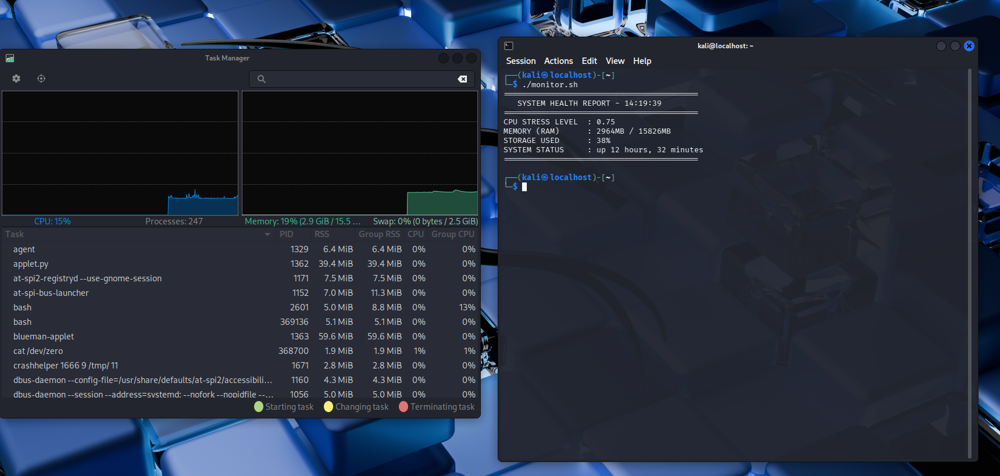 Task Manager
CPU: 15%
Processes: 247
Memory: 19% (2.9 GiB / 15.5 ...
Swap: 0% (0 bytes / 2.5 GiB)
Task PID RSS Group RSS CPU Group CPU
agent 1329 6.4 MiB 6.4 MiB 0% 0%
applet.py 1362 39.4 MiB 39.4 MiB 0% 0%
at-spi2-registryd --use-gnome-session 1171 7.5 MiB 7.5 MiB 0% 0%
at-spi-bus-launcher 1152 7.0 MiB 11.3 MiB 0% 0%
bash 2601 5.0 MiB 8.8 MiB 0% 13%
bash 369136 5.1 MiB 5.1 MiB 0% 0%
blueman-applet 1363 59.6 MiB 59.6 MiB 0% 0%
cat /dev/zero 368700 1.9 MiB 1.9 MiB 1% 1%
crashhelper 1666 9 /tmp/ 11 1671 2.8 MiB 2.8 MiB 0% 0%
dbus-daemon --config-file=/usr/share/defaults/at-spi2/accessibili... 1160 4.3 MiB 4.3 MiB 0% 0%
dbus-daemon --session --address=systemd: --nofork --nopidfile --... 1056 5.0 MiB 5.0 MiB 0% 0%
Starting task Changing task Terminating task
kali@localhost: ~
Session Actions Edit View Help
┌──(kali㉿localhost)-[~]
└─$ ./monitor.sh
==========================================
SYSTEM HEALTH REPORT - 14:19:39
==========================================
CPU STRESS LEVEL : 0.75
MEMORY (RAM) : 2964MB / 15826MB
STORAGE USED : 38%
SYSTEM STATUS : up 12 hours, 32 minutes
==========================================
┌──(kali㉿localhost)-[~]
└─$